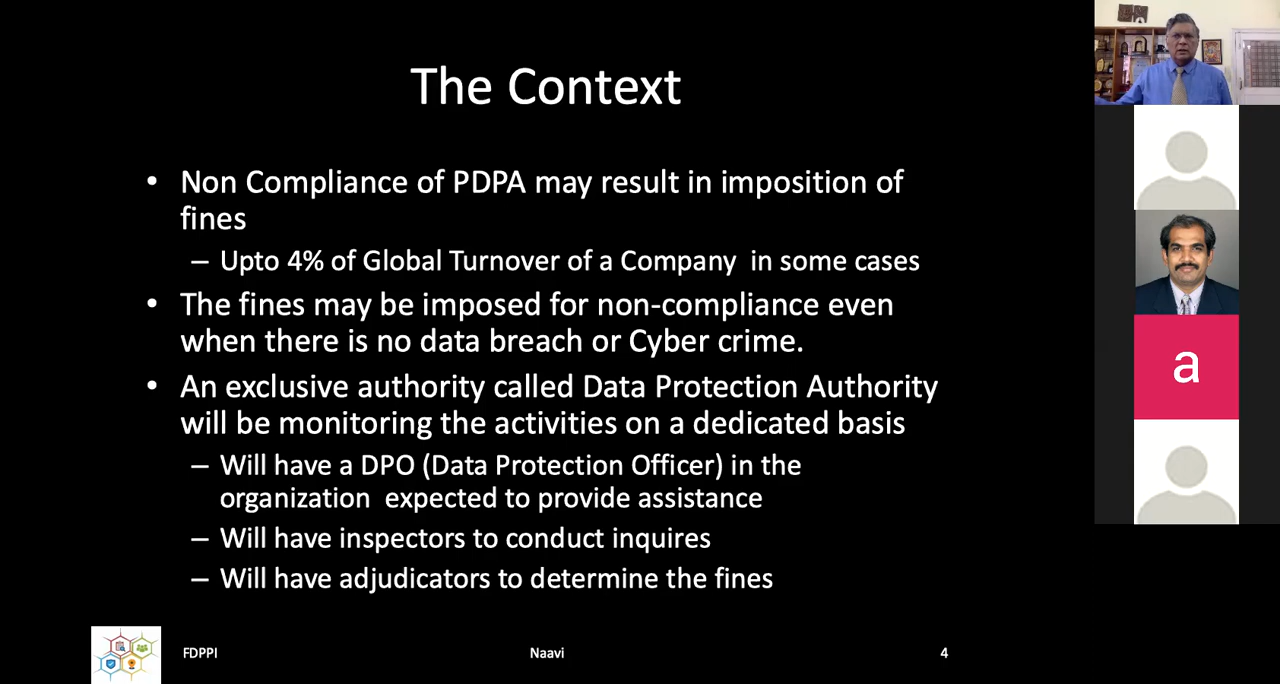 The Context
• Non Compliance of PDPA may result in imposition of
fines
– Upto 4% of Global Turnover of a Company  in some cases
• The fines may be imposed for non-compliance even
when there is no data breach or Cyber crime.
• An exclusive authority called Data Protection Authority
will be monitoring the activities on a dedicated basis
– Will have a DPO (Data Protection Officer) in the
organization  expected to provide assistance
– Will have inspectors to conduct inquires
– Will have adjudicators to determine the fines
FDPPI
Naavi
4
a